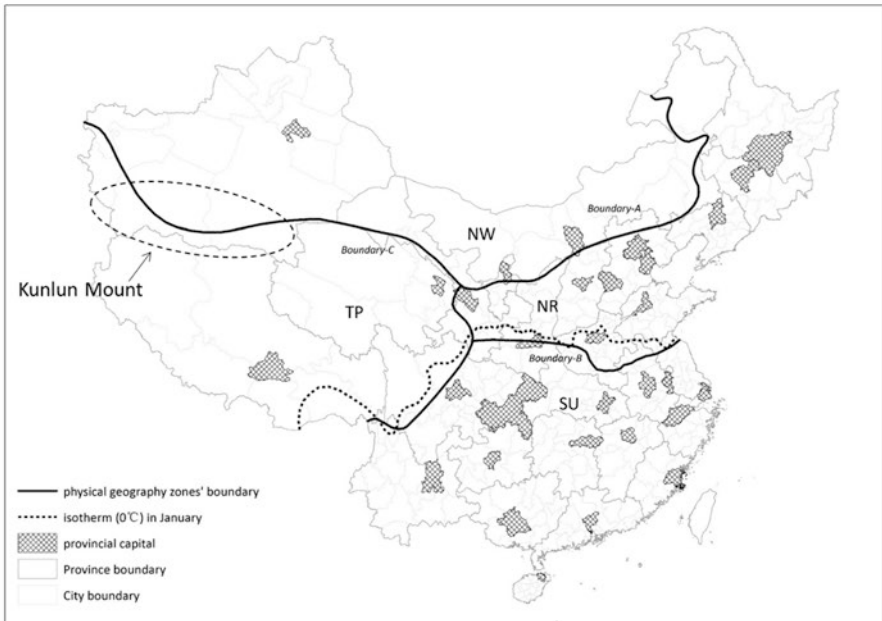 Boundary-A
NW
Boundary-C
Kunlun Mount
TP
NR
Boundary-B
SU
physical geography zones' boundary
isotherm (0℃) in January
provincial capital
Province boundary
City boundary